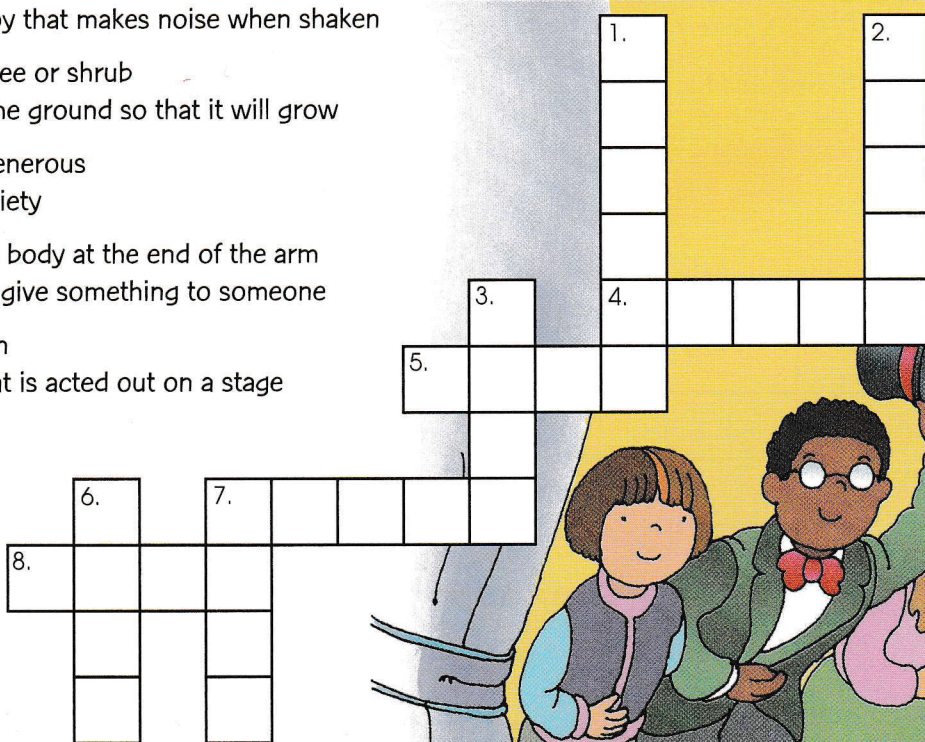 y that makes noise when shaken
ee or shrub
ne ground so that it will grow
enerous
iety
body at the end of the arm
give something to someone
n
at is acted out on a stage
1.
2.
3.
4.
5.
6.
7.
8.